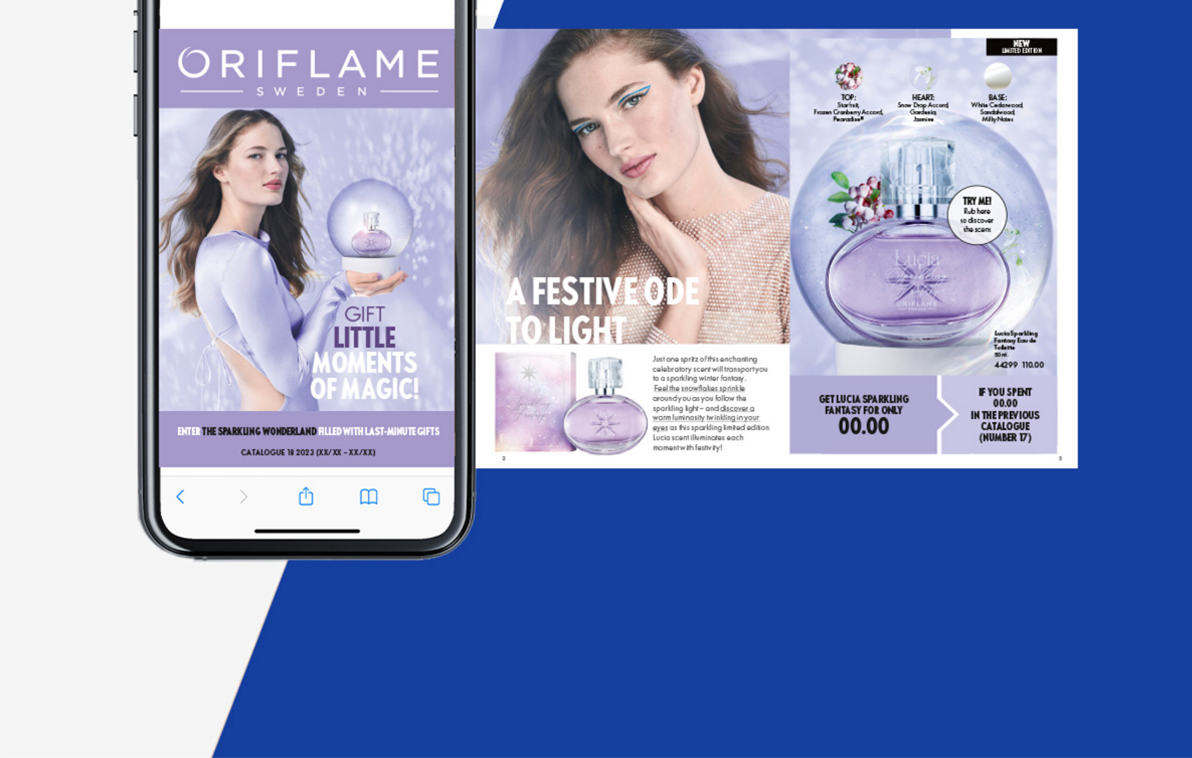 ORIFLAME
SWEDEN
GIFT
LITTLE
OMENTS
OF MAGIC!
ENTER THE SPARKLING WONDERLAND FILLED WITH LAST-MINUTE GIFTS
CATALOGUE 18 2023 (XX/XX – XX/XX)
A FESTIVE ODE
TO LIGHT
Just one spritz of this enchanting
celebratory scent will transport you
to a sparkling winter fantasy.
Feel the snowflakes sprinkle
around you as you follow the
sparkling light – and discover a
warm luminosity twinkling in your
eyes as this sparkling limited edition
Lucia scent illuminates each
moment with festivity!
2
NEW
LIMITED EDITION
TOP:
Starfruit,
Frozen Cranberry Accord,
Pearadise®
HEART:
Snow Drop Accord,
Gardenia,
Jasmine
BASE:
White Cedarwood,
Sandalwood,
Milky Notes
TRY ME!
Rub here
to discover
the scent
Lucia
ORIFLAME
Lucia Sparkling
Fantasy Eau de
Toilette
50 ml
44299 110.00
GET LUCIA SPARKLING
FANTASY FOR ONLY
00.00
IF YOU SPENT
00.00
IN THE PREVIOUS
CATALOGUE
(NUMBER 17)
3